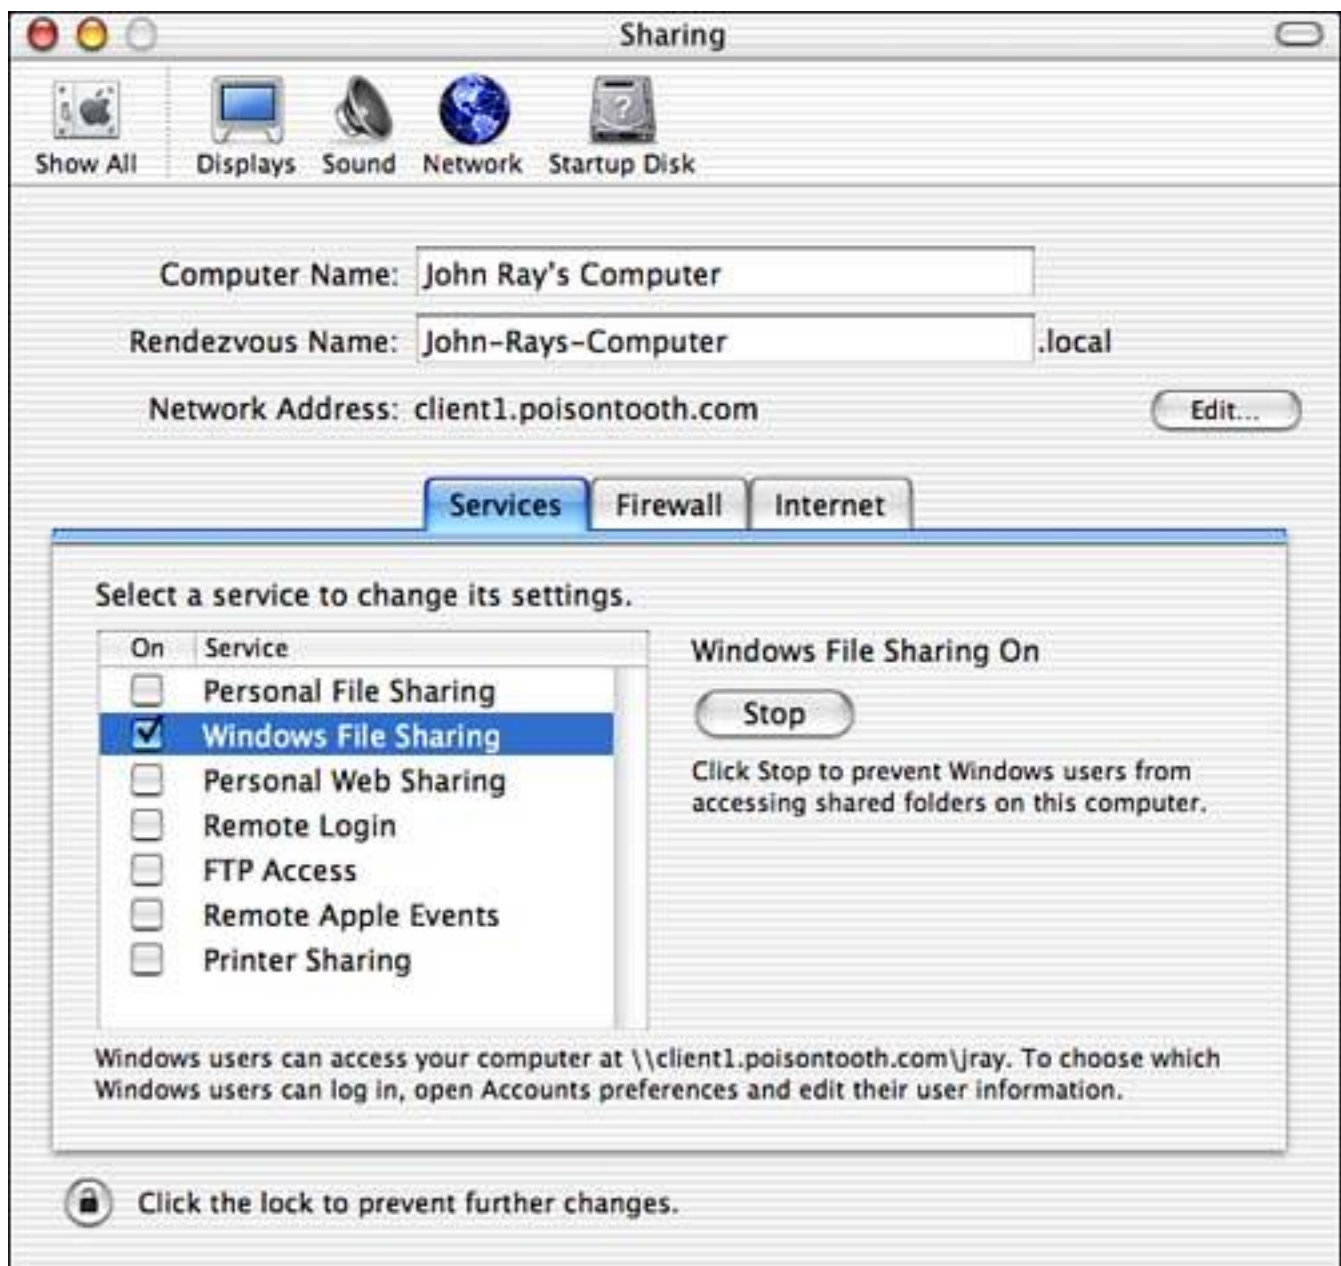 Sharing
Show All
Displays
Sound
Network
Startup Disk
?
Computer Name: John Ray's Computer
Rendezvous Name: John-Rays-Computer .local
Network Address: client1.poisontooth.com Edit...
Services Firewall Internet
Select a service to change its settings.
On Service
Personal File Sharing
Windows File Sharing
Personal Web Sharing
Remote Login
FTP Access
Remote Apple Events
Printer Sharing
Windows File Sharing On
Stop
Click Stop to prevent Windows users from
accessing shared folders on this computer.
Windows users can access your computer at \\client1.poisontooth.com\jray. To choose which
Windows users can log in, open Accounts preferences and edit their user information.
Click the lock to prevent further changes.